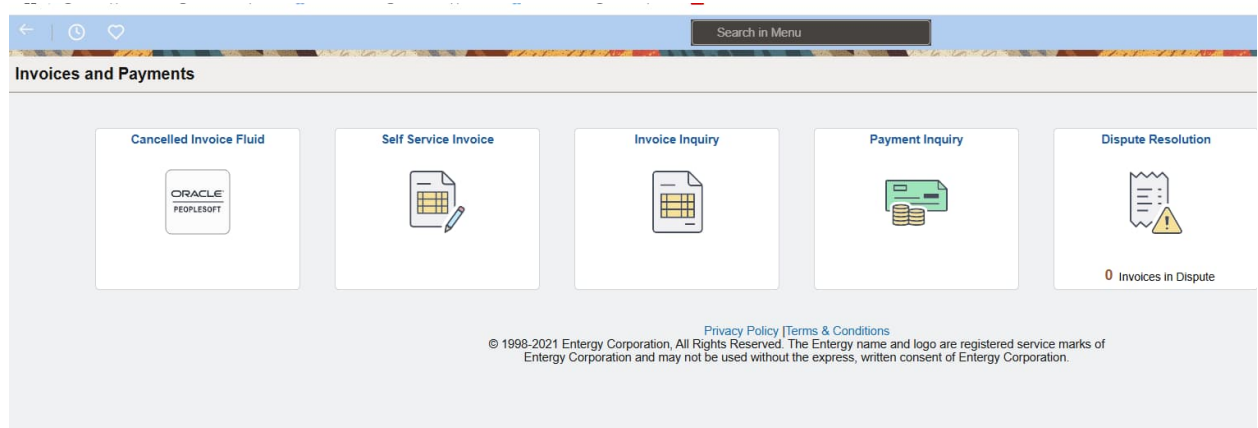 Search in Menu
Invoices and Payments
Cancelled Invoice Fluid
Self Service Invoice
Invoice Inquiry
Payment Inquiry
Dispute Resolution
ORACLE
PEOPLESOFT
0 Invoices in Dispute
Privacy Policy |Terms & Conditions
© 1998-2021 Entergy Corporation, All Rights Reserved. The Entergy name and logo are registered service marks of
Entergy Corporation and may not be used without the express, written consent of Entergy Corporation.